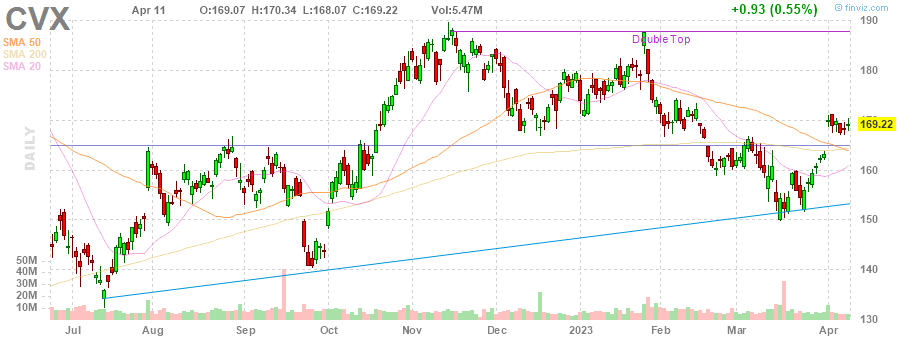 CVX Apr 11 O:169.07 H:170.34 L:168.07 C:169.22 Vol:5.47M +0.93 (0.55%) © finviz.com
SMA 50
SMA 200
SMA 20
DAILY
Double Top
190
180
170
169.22
160
150
140
130
50M
40M
30M
20M
10M
Jul Aug Sep Oct Nov Dec 2023 Feb Mar Apr